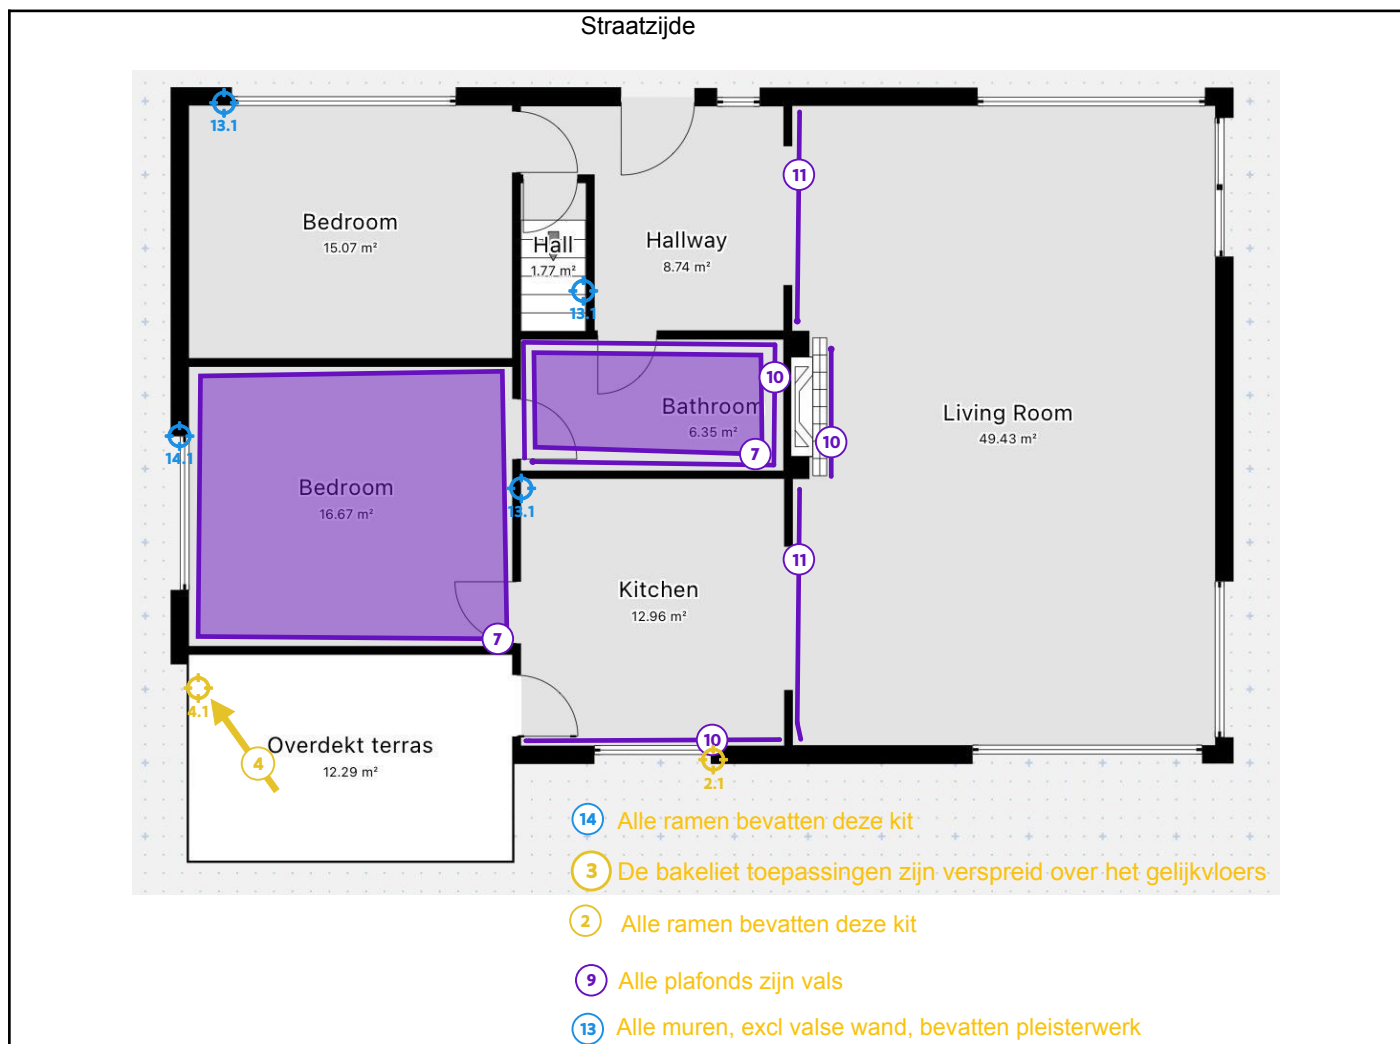 Straatzijde
13.1
11
Bedroom
15.07 m²
Hall
1.77 m²
Hallway
8.74 m²
13.1
10
Bathroom
6.35 m²
7
Living Room
49.43 m²
10
14.1
Bedroom
16.67 m²
13.1
11
Kitchen
12.96 m²
7
4.1
Overdekt terras
12.29 m²
4
10
2.1
14 Alle ramen bevatten deze kit
3 De bakeliet toepassingen zijn verspreid over het gelijkvloers
2 Alle ramen bevatten deze kit
9 Alle plafonds zijn vals
13 Alle muren, excl valse wand, bevatten pleisterwerk